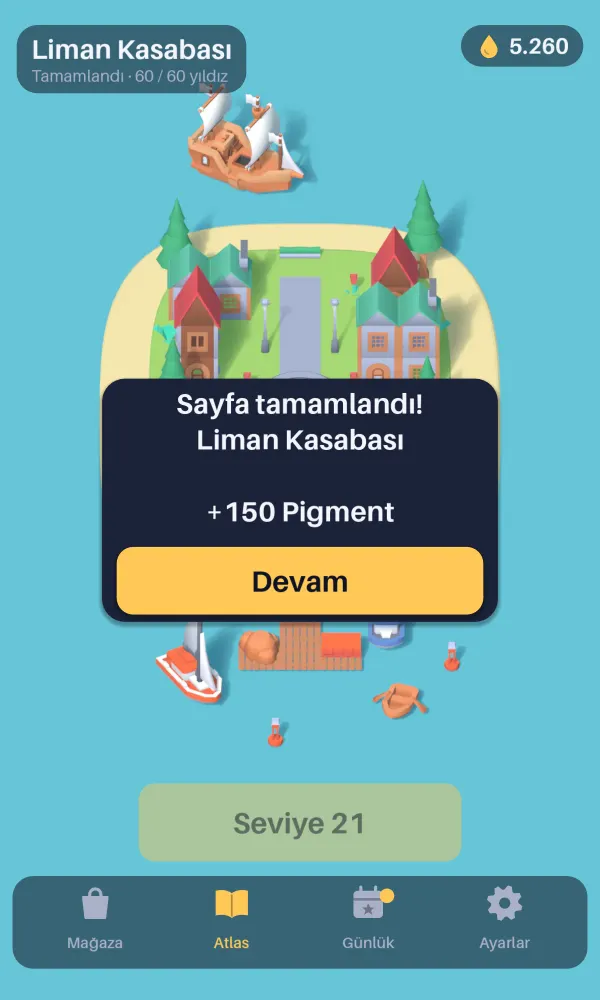 Liman Kasabası
Tamamlandı · 60 / 60 yıldız
5.260
Sayfa tamamlandı!
Liman Kasabası
+150 Pigment
Devam
Seviye 21
Mağaza
Atlas
Günlük
Ayarlar